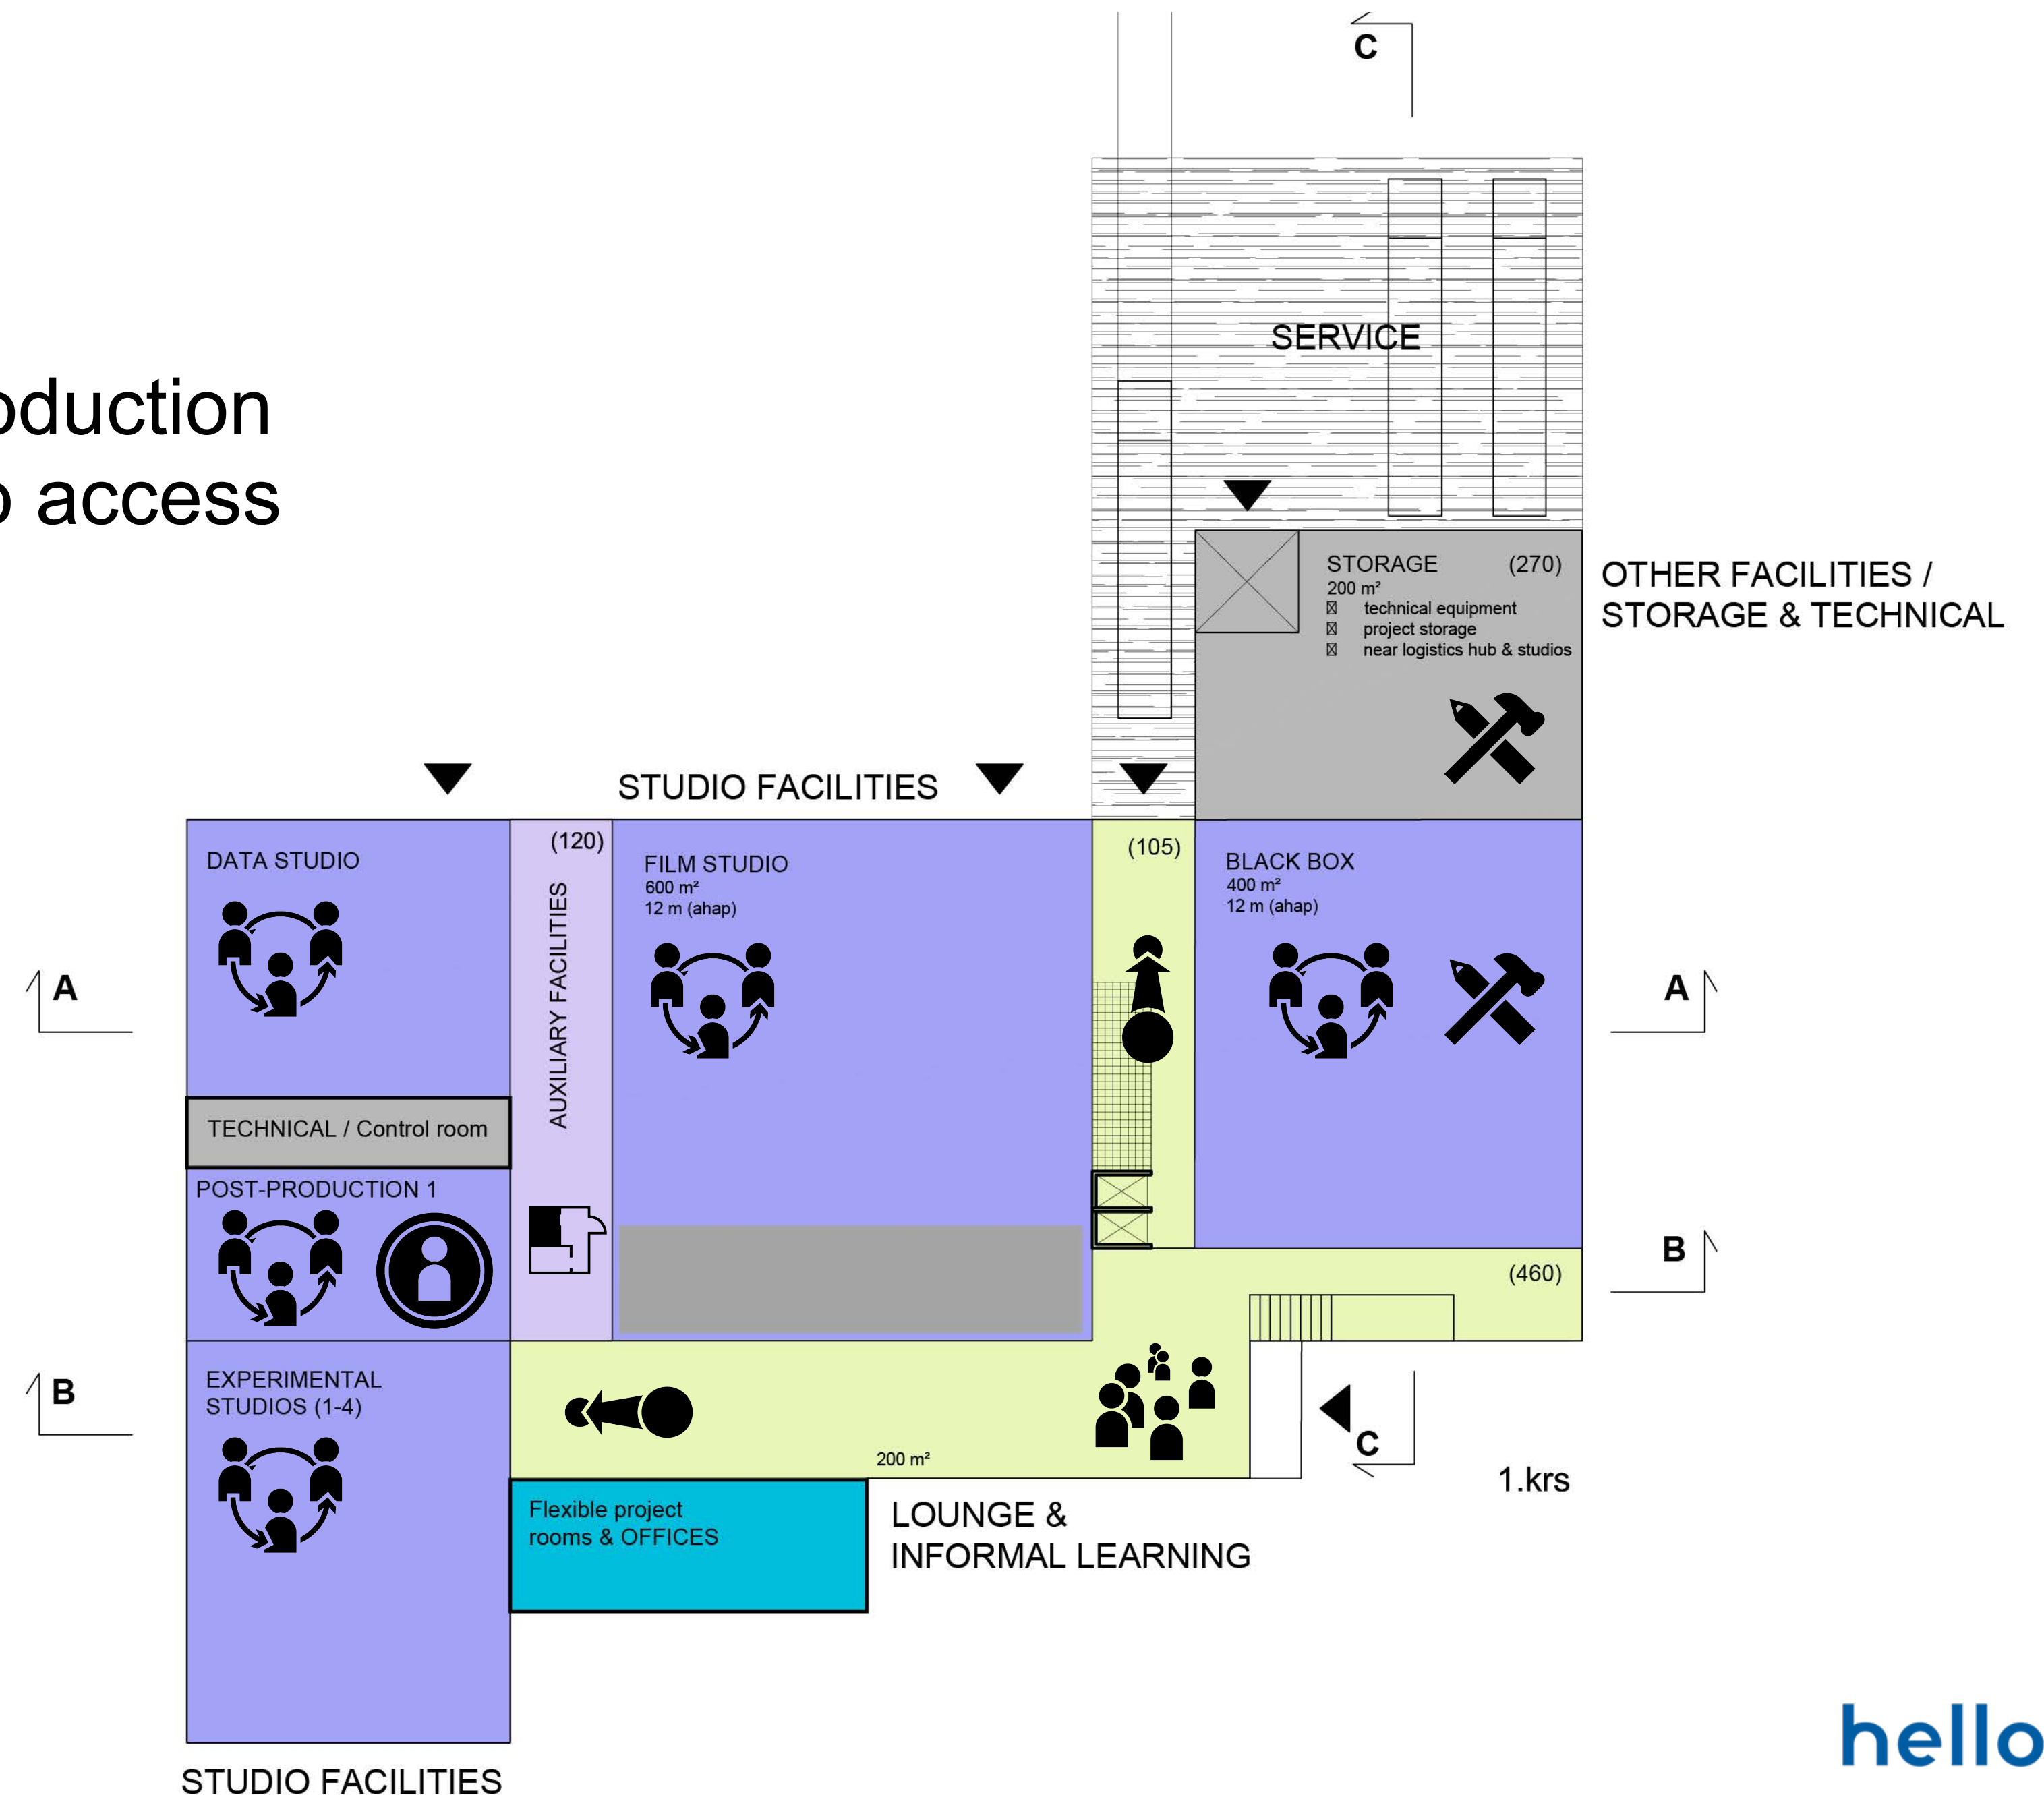 C
oduction
o access
SERVICE
STORAGE (270)
200 m²
technical equipment
project storage
near logistics hub & studios
OTHER FACILITIES /
STORAGE & TECHNICAL
STUDIO FACILITIES
DATA STUDIO
(120)
AUXILIARY FACILITIES
FILM STUDIO
600 m²
12 m (ahap)
(105)
BLACK BOX
400 m²
12 m (ahap)
A
A
TECHNICAL / Control room
POST-PRODUCTION 1
B
(460)
B
EXPERIMENTAL
STUDIOS (1-4)
200 m²
C
1.krs
Flexible project
rooms & OFFICES
LOUNGE &
INFORMAL LEARNING
STUDIO FACILITIES
hello